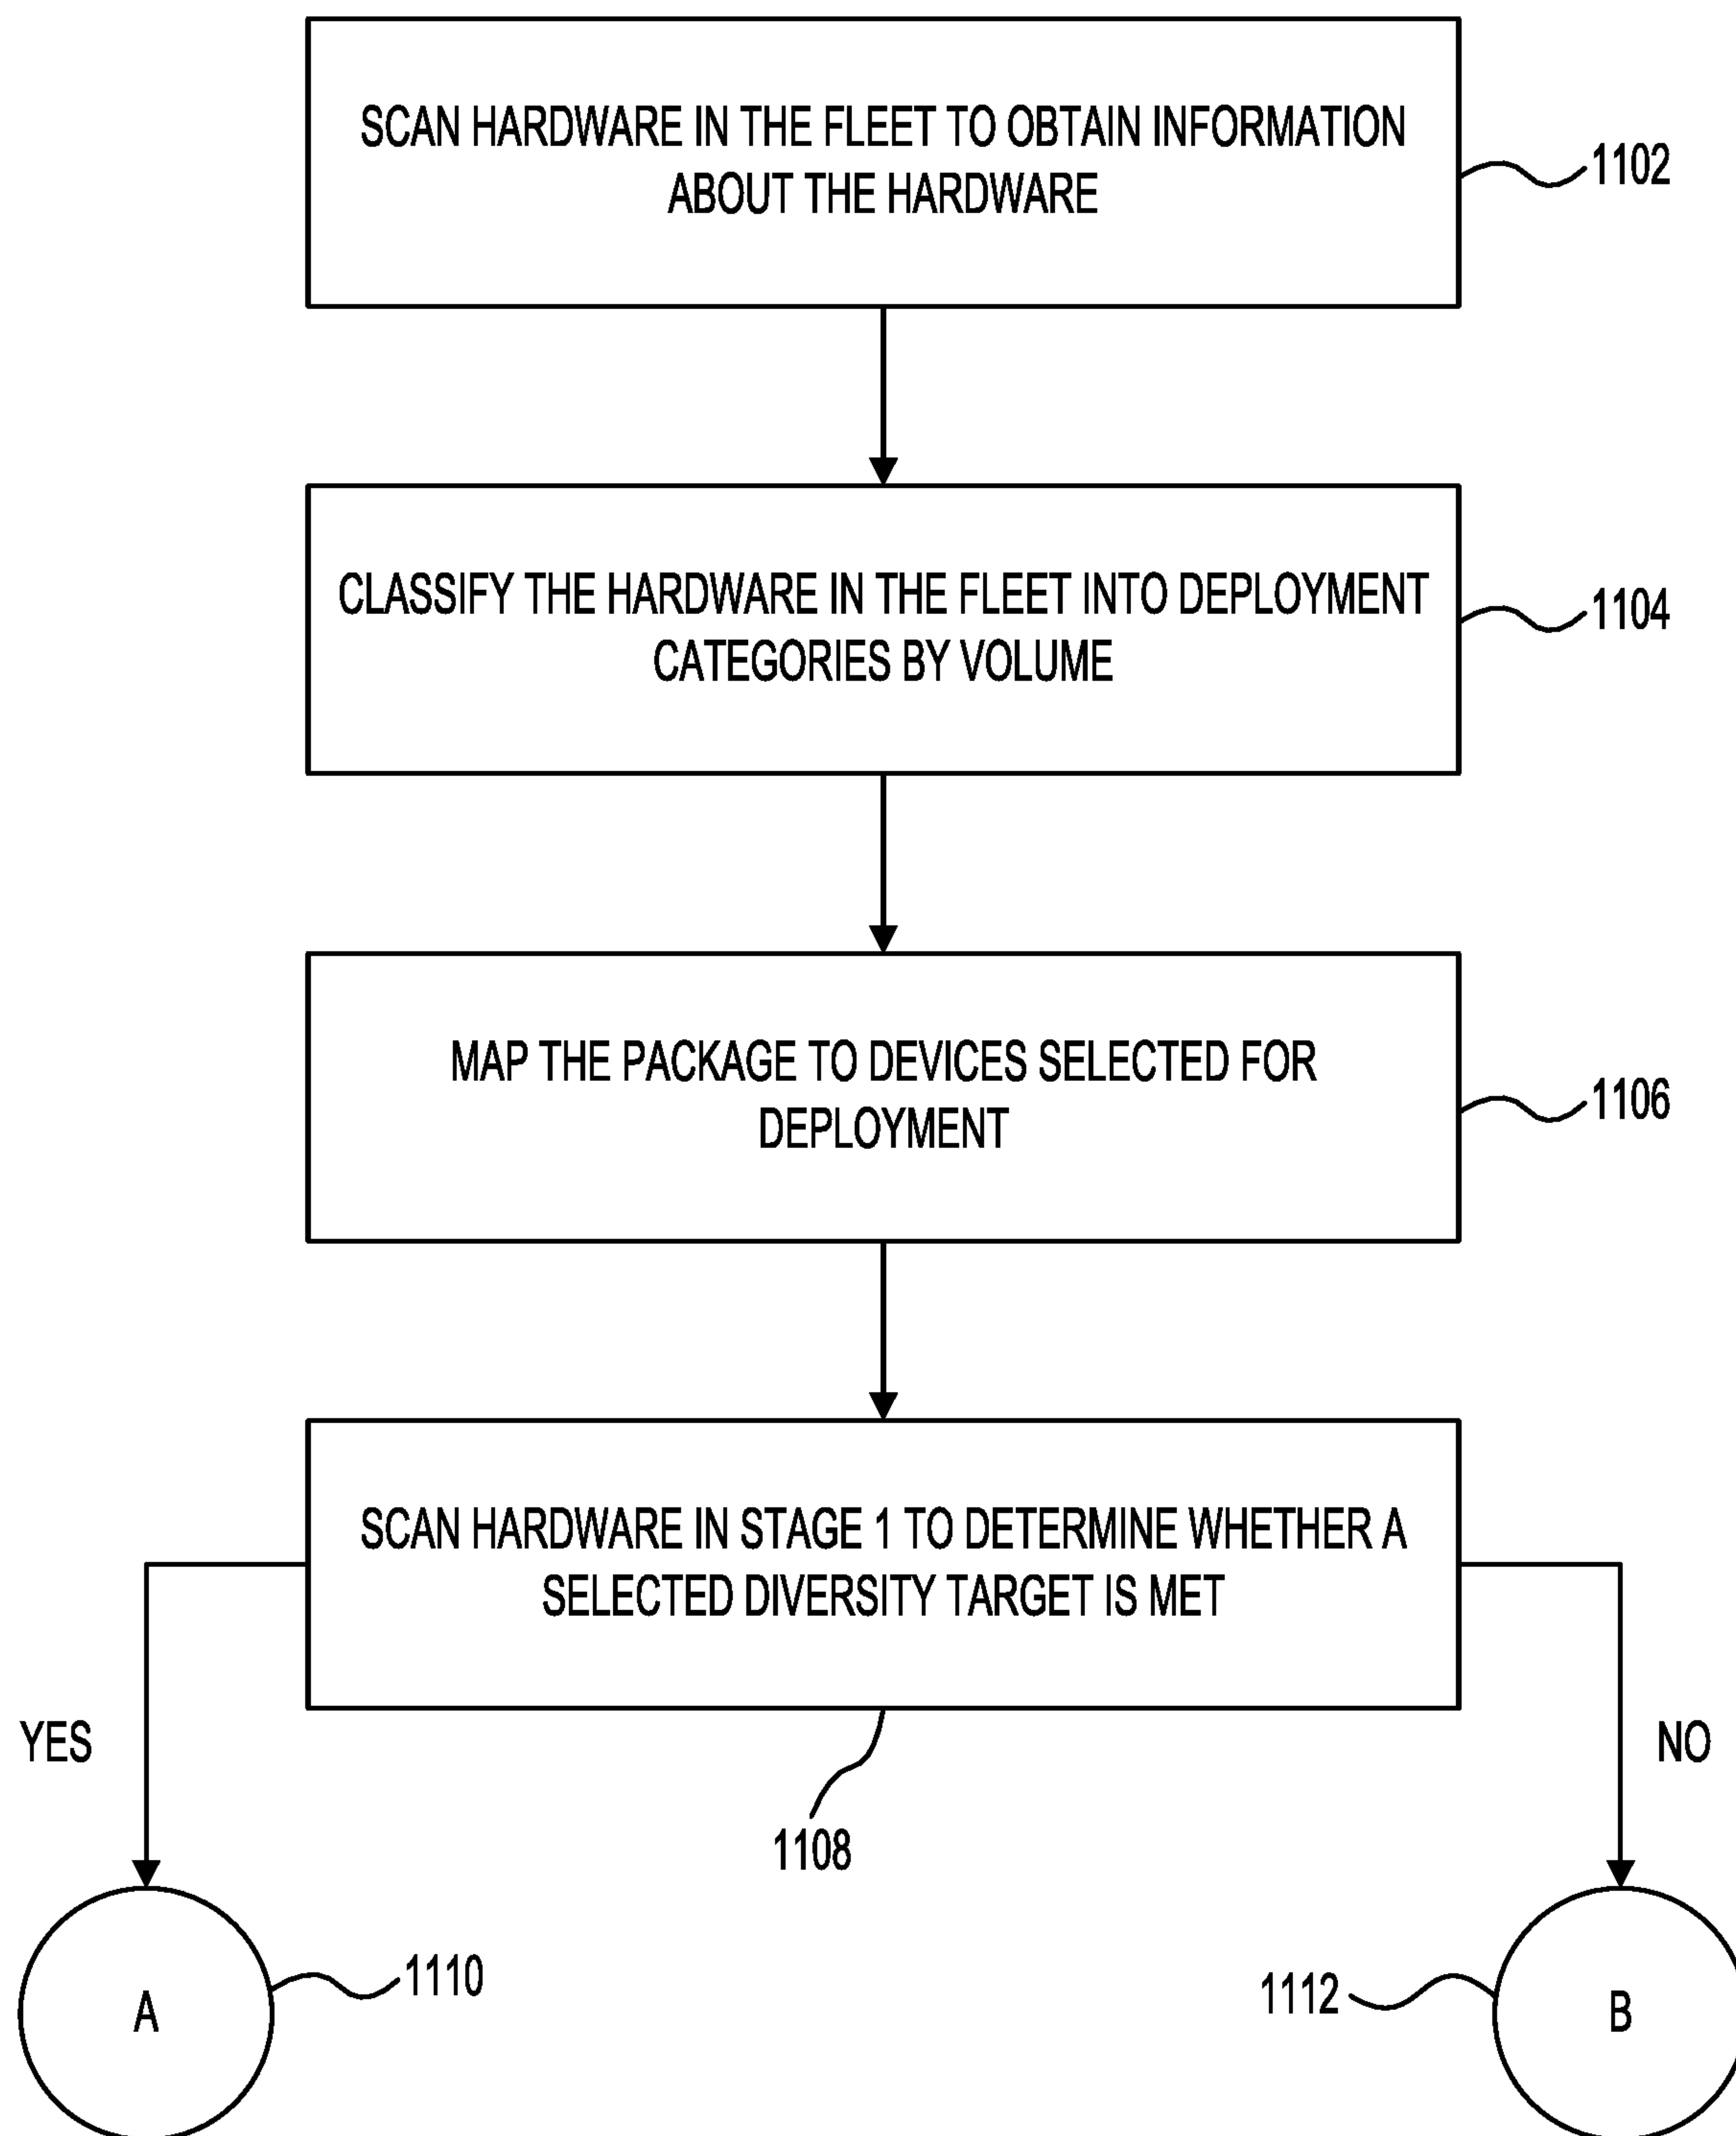 SCAN HARDWARE IN THE FLEET TO OBTAIN INFORMATION
ABOUT THE HARDWARE
1102
CLASSIFY THE HARDWARE IN THE FLEET INTO DEPLOYMENT
CATEGORIES BY VOLUME
1104
MAP THE PACKAGE TO DEVICES SELECTED FOR
DEPLOYMENT
1106
SCAN HARDWARE IN STAGE 1 TO DETERMINE WHETHER A
SELECTED DIVERSITY TARGET IS MET
YES
NO
1108
1110
1112
A
B